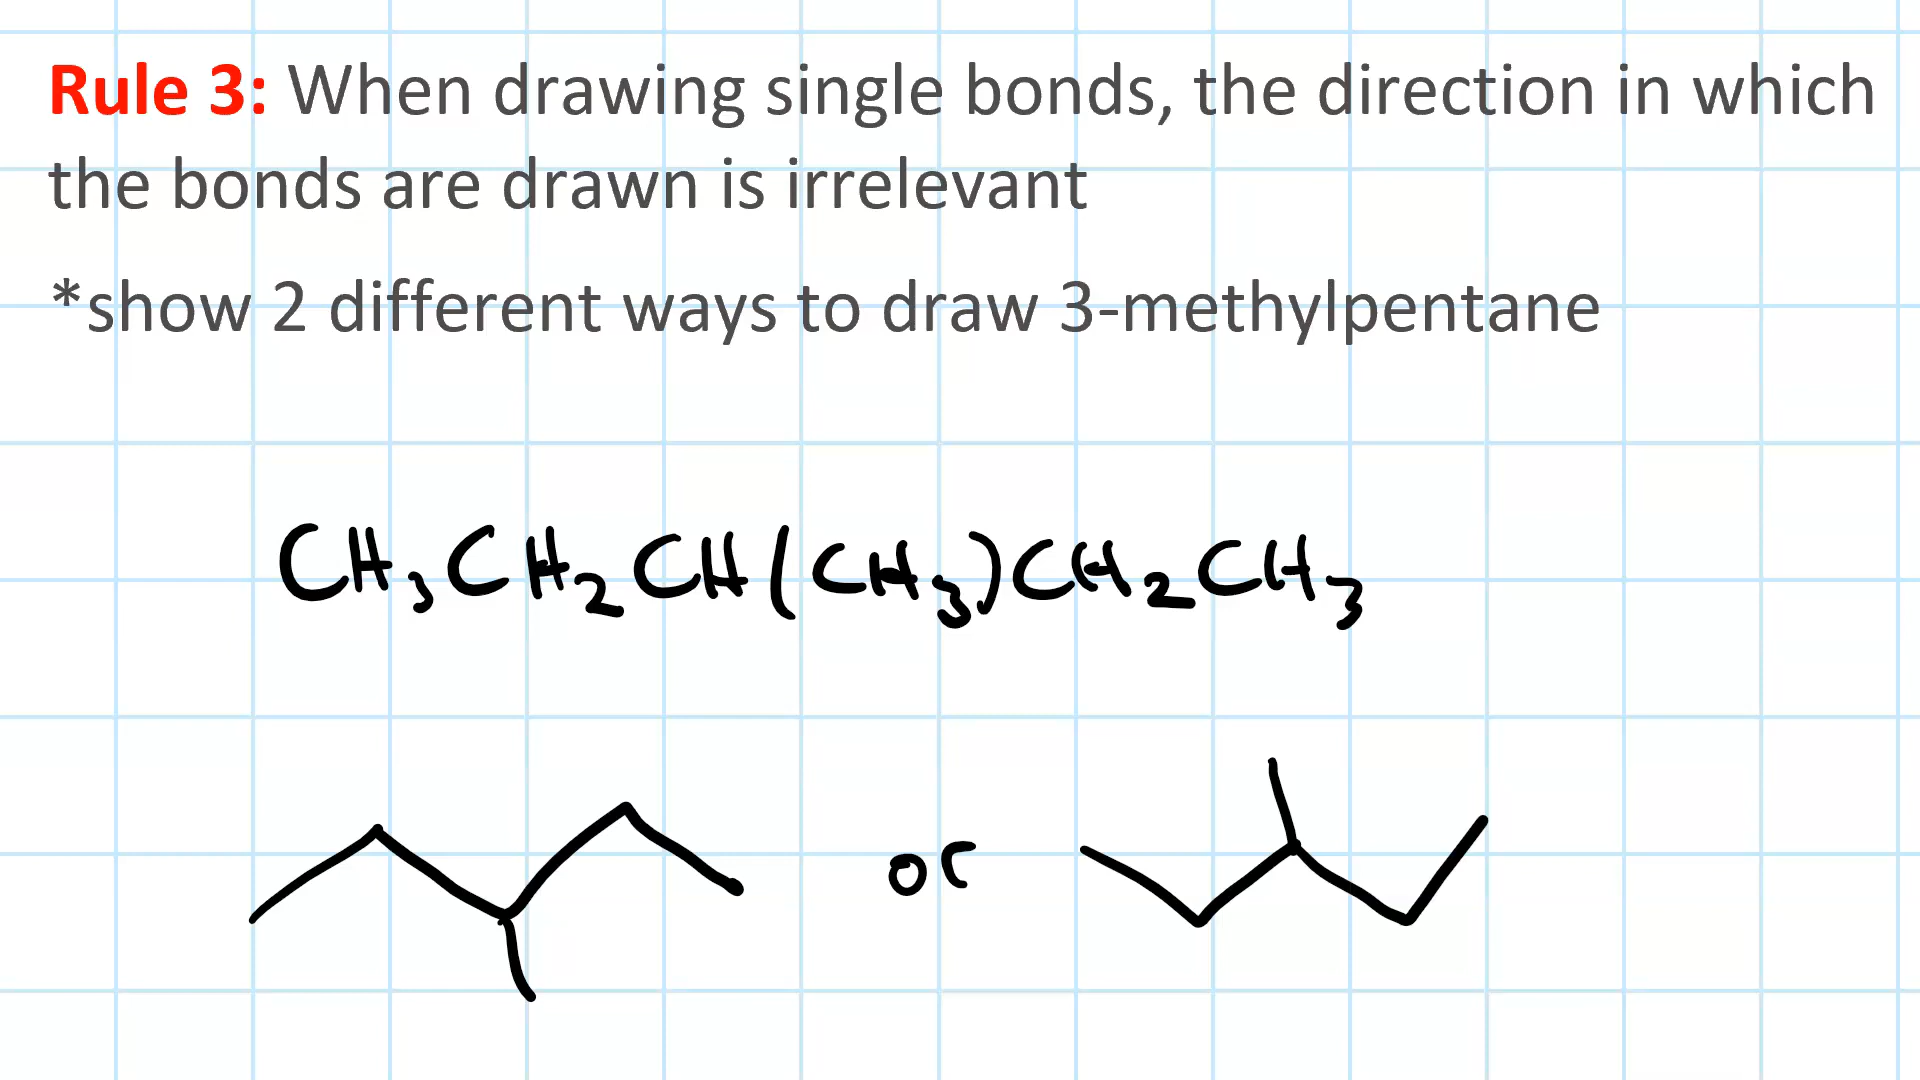 Rule 3: When drawing single bonds, the direction in which
the bonds are drawn is irrelevant
*show 2 different ways to draw 3-methylpentane
CH₃CH₂CH(CH₃)CH₂CH₃
or